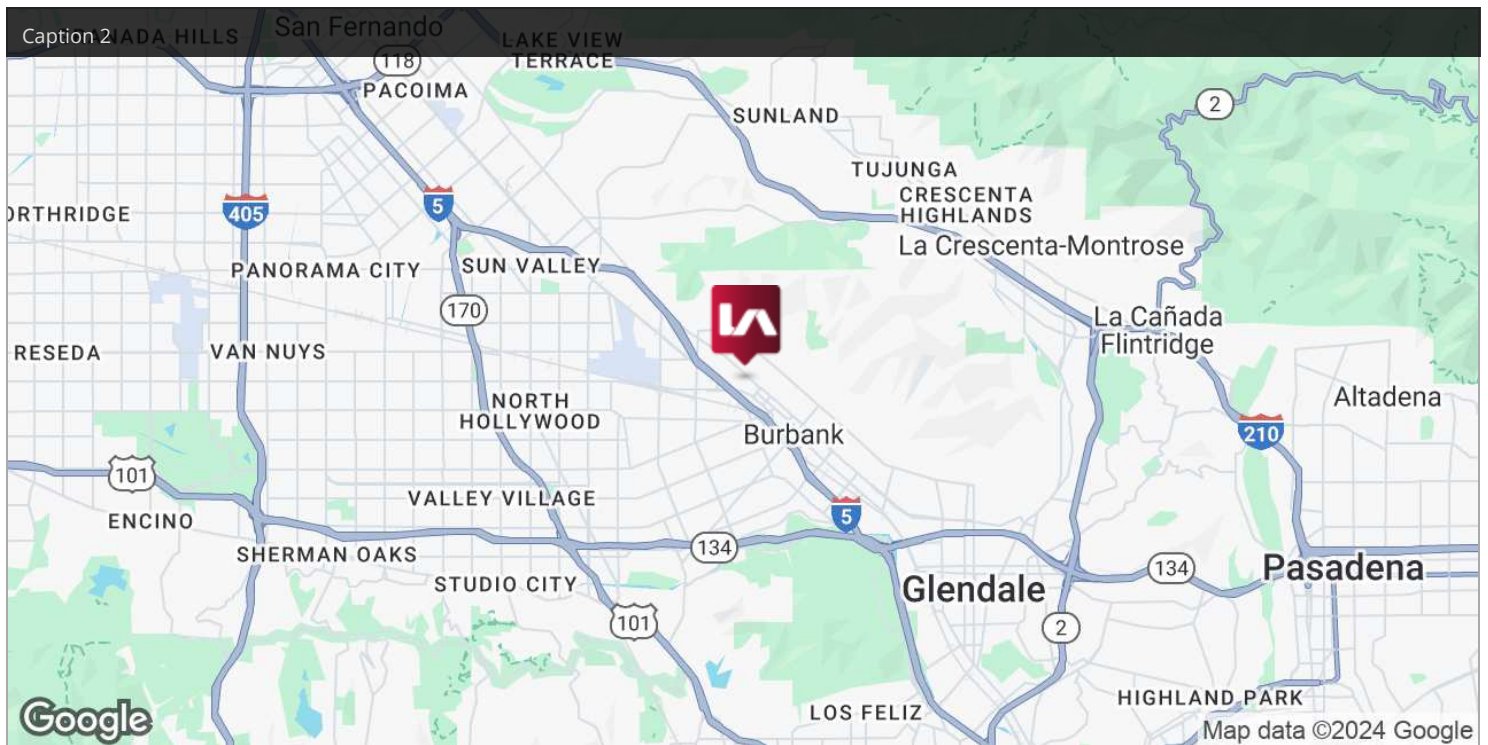 Caption 2
CANADA HILLS
San Fernando
LAKE VIEW
TERRACE
118
PACOIMA
2
SUNLAND
TUJUNGA
CRESCENTA
HIGHLANDS
405
5
ORTHRIDGE
La Crescenta-Montrose
PANORAMA CITY
SUN VALLEY
170
LA
La Cañada
Flintridge
RESEDA
VAN NUYS
NORTH
HOLLYWOOD
Altadena
Burbank
210
101
VALLEY VILLAGE
ENCINO
5
SHERMAN OAKS
134
STUDIO CITY
134
Pasadena
Glendale
101
2
HIGHLAND PARK
LOS FELIZ
Google
Map data ©2024 Google